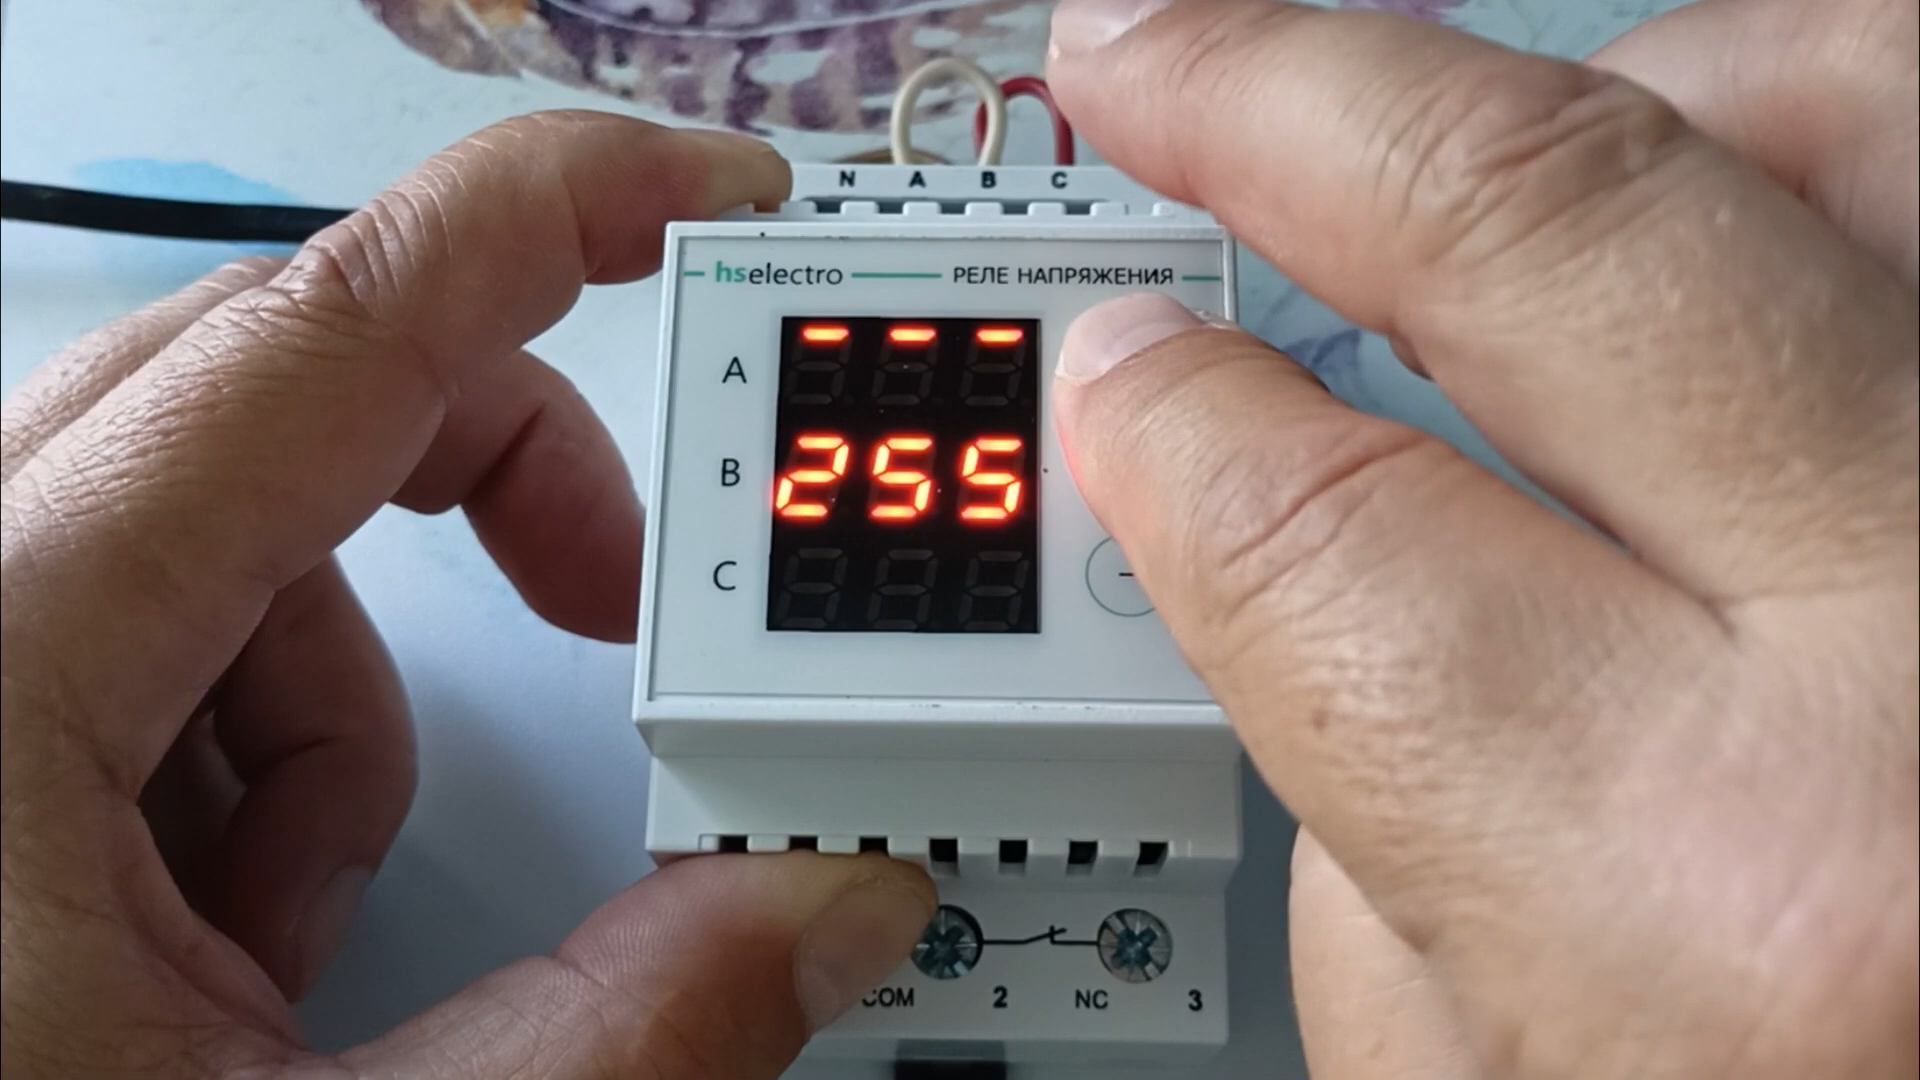 N A B C
hselectro РЕЛЕ НАПРЯЖЕНИЯ
A
B 255
C
−
COM 2 NC 3